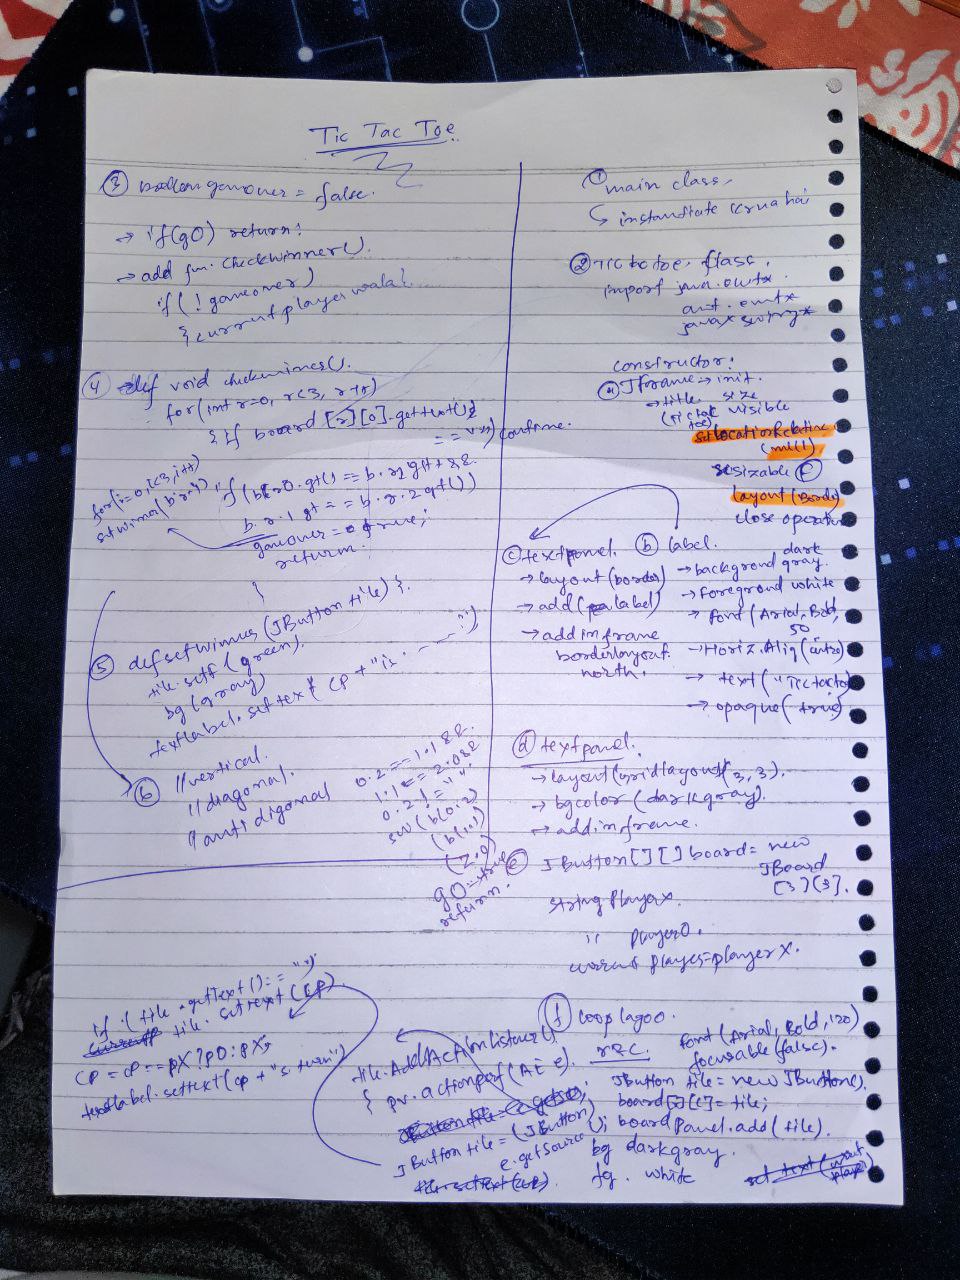 Tic Tac Toe
① main class,
↳ instantiate krna hai
② Tic tac toe. class.
import java.awt.*
awt.event.*
javax.swing.*
constructor:
ⓐ JFrame → init.
→ title size
(tic tac toe) visible
setlocationRelative
(null)
resizable Ⓕ
layout (Border)
close operation
ⓑ label.
→ background dark gray.
→ foreground white
→ font (Arial, Bold,
50
→ Horiz. Alig (centre)
→ text ("Tictactoe")
→ opaque (true)
ⓒ textpanel.
→ layout (border)
→ add (label)
→ add in frame
borderlayout.
north.
ⓓ textpanel.
→ layout (gridlayout(3,3).
→ bgcolor (darkgray).
→ add in frame.
ⓔ JButton [][] board = new
JBoard
[3][3].
string PlayerX.
" PlayerO.
current player = player X.
ⓕ loop lagao.
r & c.
font (Arial, Bold, 120)
focusable (false).
JButton tile = new JButton().
board[r][c] = tile;
boardpanel.add (tile).
bg darkgray.
fg. white
tile.AddActionListener()
{ pv. actionperf (AE e).
JButton tile = (JButton)
e.getSource();
if (tile.getText() == "")
tile. settext (cp).
cp = cp == pX ? pO : pX;
textlabel.settext (cp + "'s turn")
③ boolean gameover = false.
→ if (gO) return;
→ add fun. checkwinner().
if (! gameover)
{ current player wala }
④ def void checkwinner().
for (int r=0, r<3, r++)
{ if board [r][0].gettext()
== "") continue.
if (b.r.0.gt() == b.r.1.gt &&
b.r.1 gt == b.r.2 gt())
for(i=0,i<3,i++)
setwinner(b.r.i)
gameover = true;
return.
}
⑤ def setwinner (JButton tile) {.
tile.setf (green).
bg (gray)
textlabel.settext (cp + "is. - - -")
⑥ // vertical.
// diagonal.
// anti digonal
0.2 == 1.1 &&
1.1 == 2.0 &&
0.2 != "".
sw (b(0.2)
(b(1.1)
(2.0)
gO = true
return.